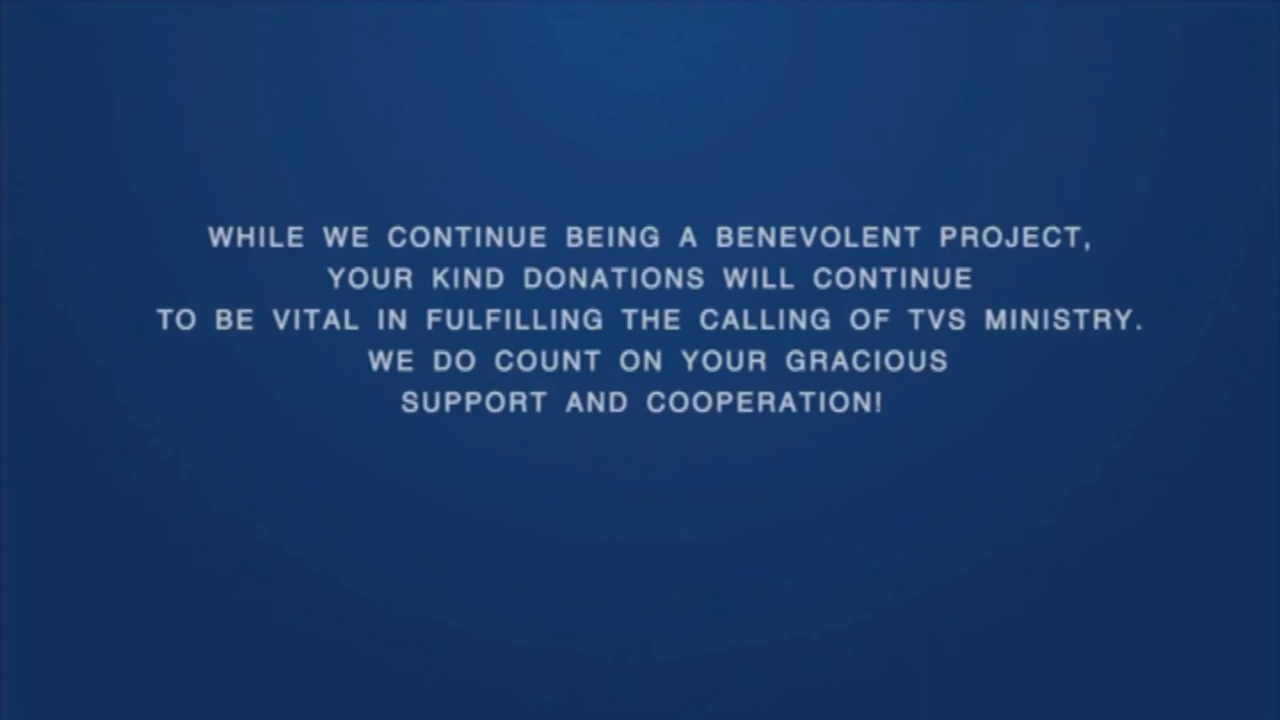 WHILE WE CONTINUE BEING A BENEVOLENT PROJECT,
YOUR KIND DONATIONS WILL CONTINUE
TO BE VITAL IN FULFILLING THE CALLING OF TVS MINISTRY.
WE DO COUNT ON YOUR GRACIOUS
SUPPORT AND COOPERATION!